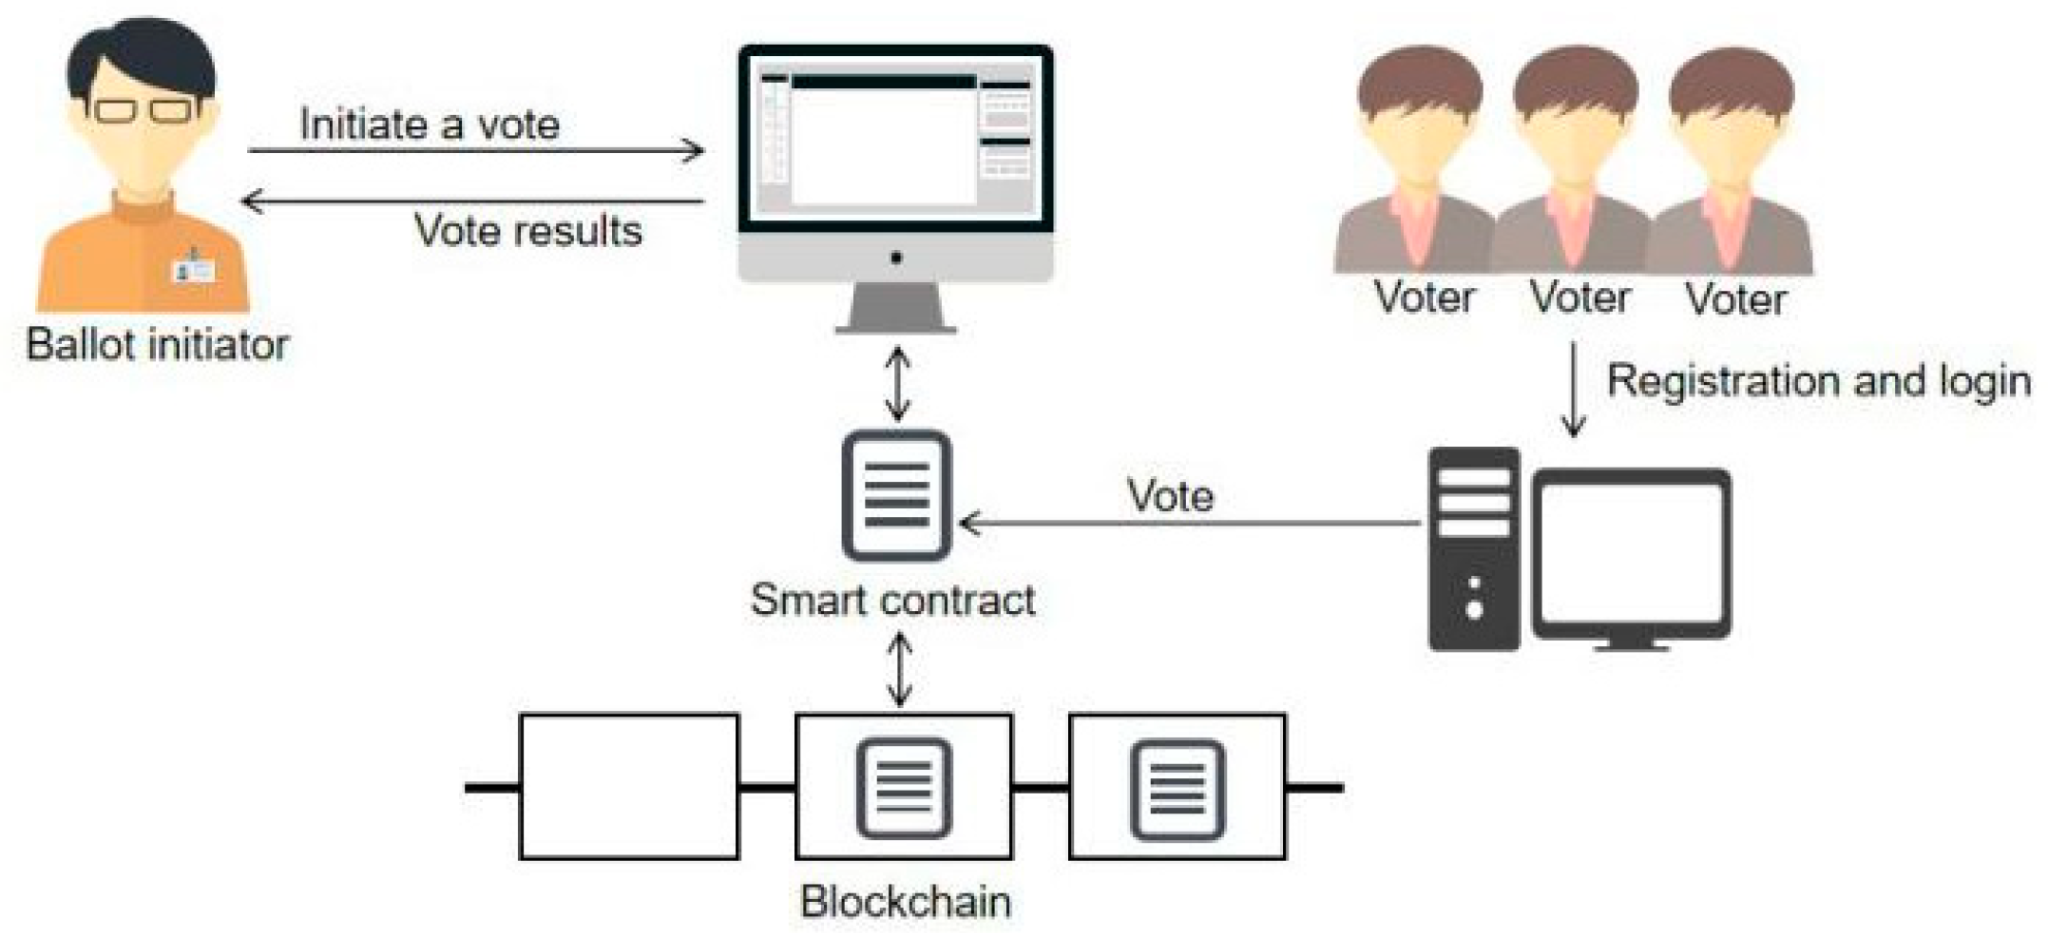 Initiate a vote
Vote results
Ballot initiator
Voter
Voter
Voter
Registration and login
Vote
Smart contract
Blockchain